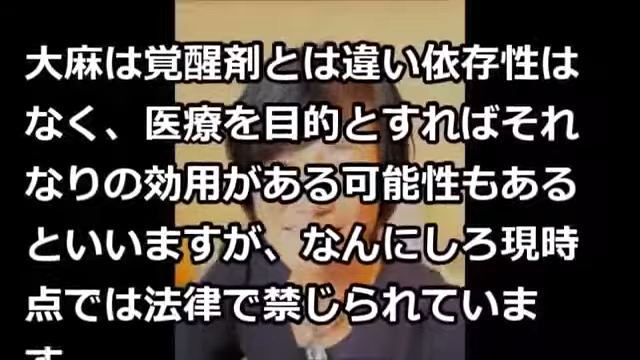 大麻は覚醒剤とは違い依存性は
なく、医療を目的とすればそれ
なりの効用がある可能性もある
といいますが、なんにしろ現時
点では法律で禁じられていま
す